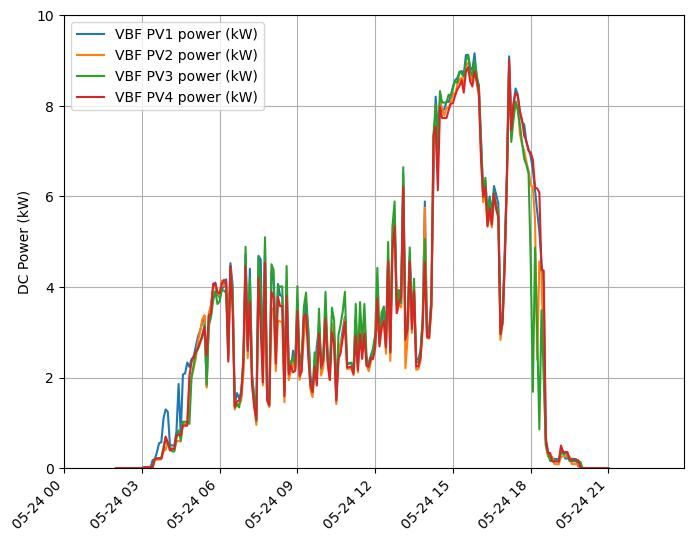 VBF PV1 power (kW)
VBF PV2 power (kW)
VBF PV3 power (kW)
VBF PV4 power (kW)
DC Power (kW)
10
8
6
4
2
0
05-24 00
05-24 03
05-24 06
05-24 09
05-24 12
05-24 15
05-24 18
05-24 21